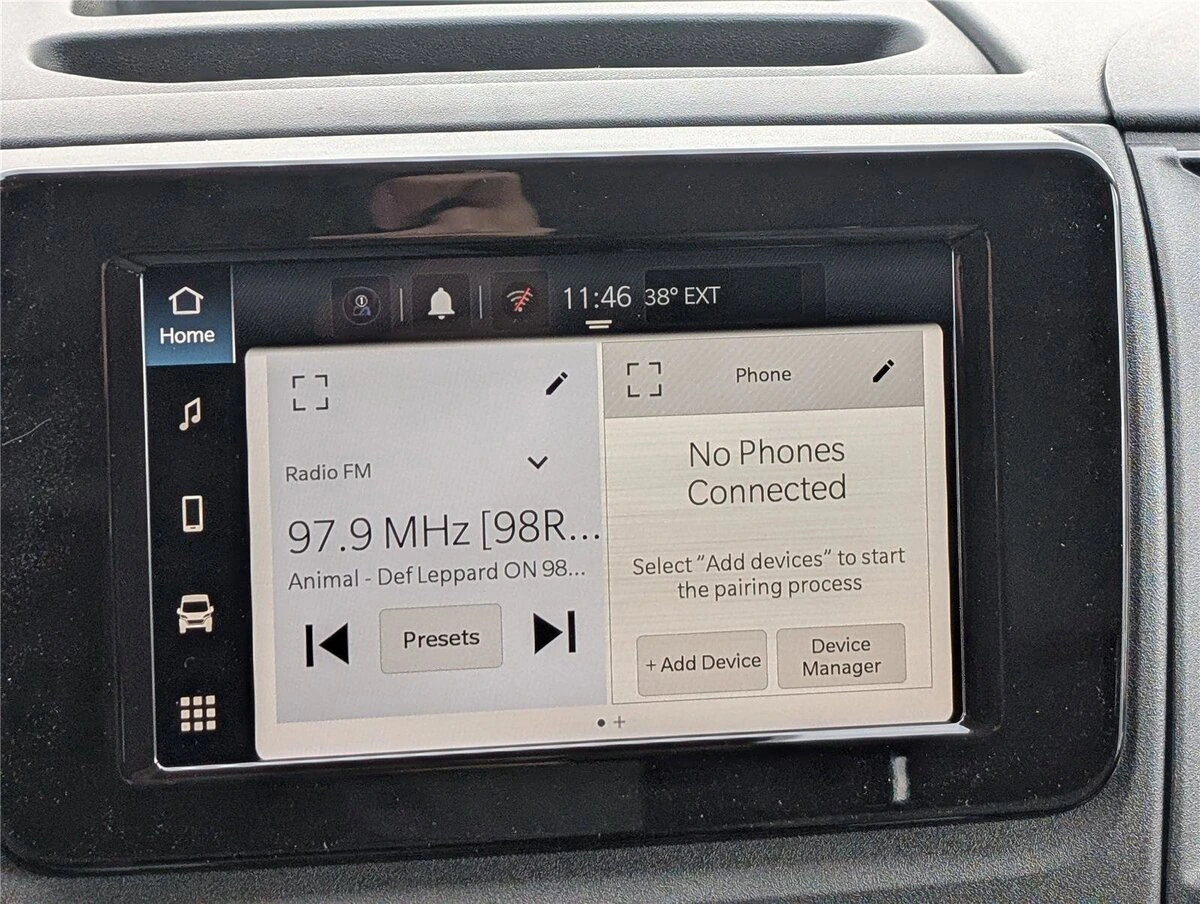 11:46 38° EXT
Home
Radio FM
97.9 MHz [98R...
Animal - Def Leppard ON 98...
Presets
Phone
No Phones
Connected
Select "Add devices" to start
the pairing process
+ Add Device
Device
Manager